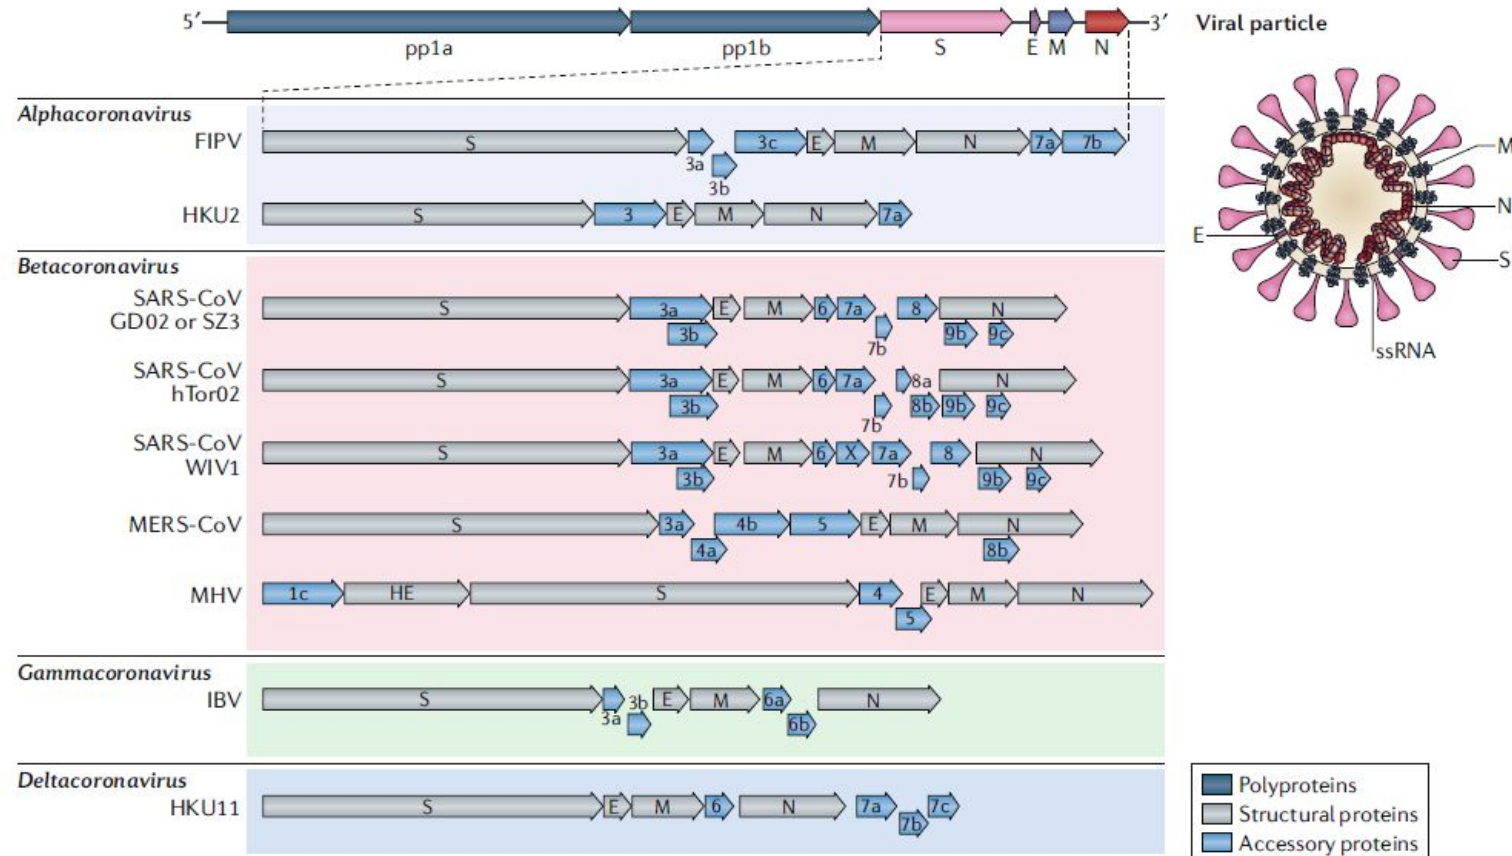 5′ 3′ Viral particle
pp1a pp1b S E M N
Alphacoronavirus
FIPV S 3a 3b 3c E M N 7a 7b
HKU2 S 3 E M N 7a
Betacoronavirus
SARS-CoV
GD02 or SZ3
S 3a E M 6 7a 8 N
3b 7b 9b 9c
SARS-CoV
hTor02
S 3a E M 6 7a 8a N
3b 7b 8b 9b 9c
SARS-CoV
WIV1
S 3a E M 6 X 7a 8 N
3b 7b 9b 9c
MERS-CoV S 3a 4b 5 E M N
4a 8b
MHV 1c HE S 4 E M N
5
Gammacoronavirus
IBV S 3a 3b E M 6a N
6b
Deltacoronavirus
HKU11 S E M 6 N 7a 7c
7b
M
N
E
S
ssRNA
Polyproteins
Structural proteins
Accessory proteins